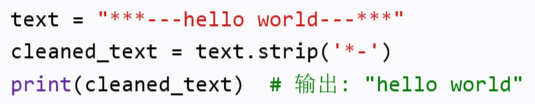 text = "***---hello world---***"
cleaned_text = text.strip('*-')
print(cleaned_text)  # 输出: "hello world"